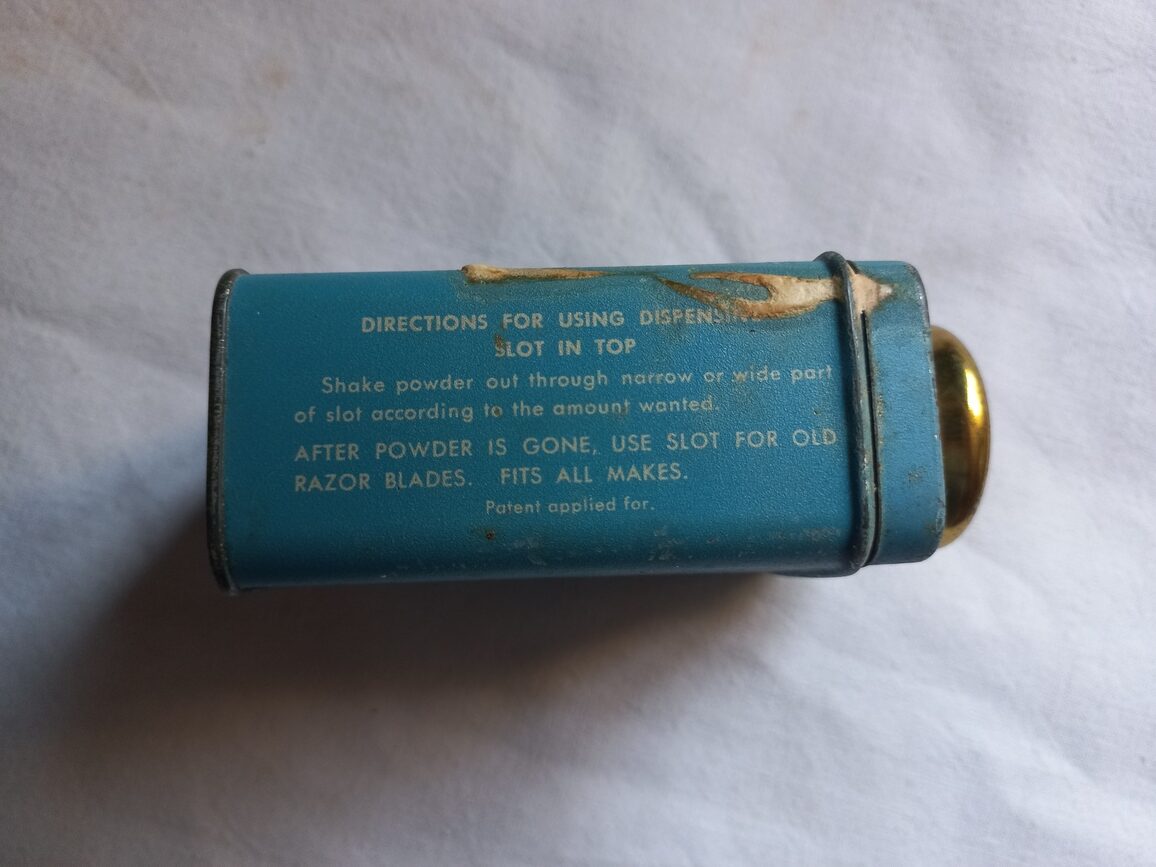 DIRECTIONS FOR USING
SLOT IN TOP
Shake powder out through narrow or wide part
of slot according to the amount wanted.
AFTER POWDER IS GONE, USE SLOT FOR OLD
RAZOR BLADES. FITS ALL MAKES.
Patent applied for.